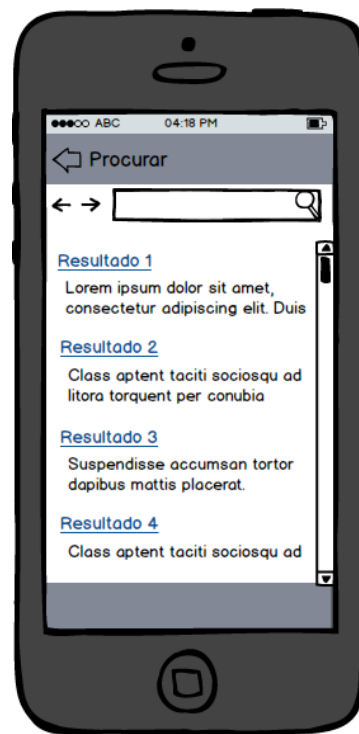 ABC 04:18 PM
Procurar
Resultado 1
Lorem ipsum dolor sit amet,
consectetur adipiscing elit. Duis
Resultado 2
Class aptent taciti sociosqu ad
litora torquent per conubia
Resultado 3
Suspendisse accumsan tortor
dapibus mattis placerat.
Resultado 4
Class aptent taciti sociosqu ad